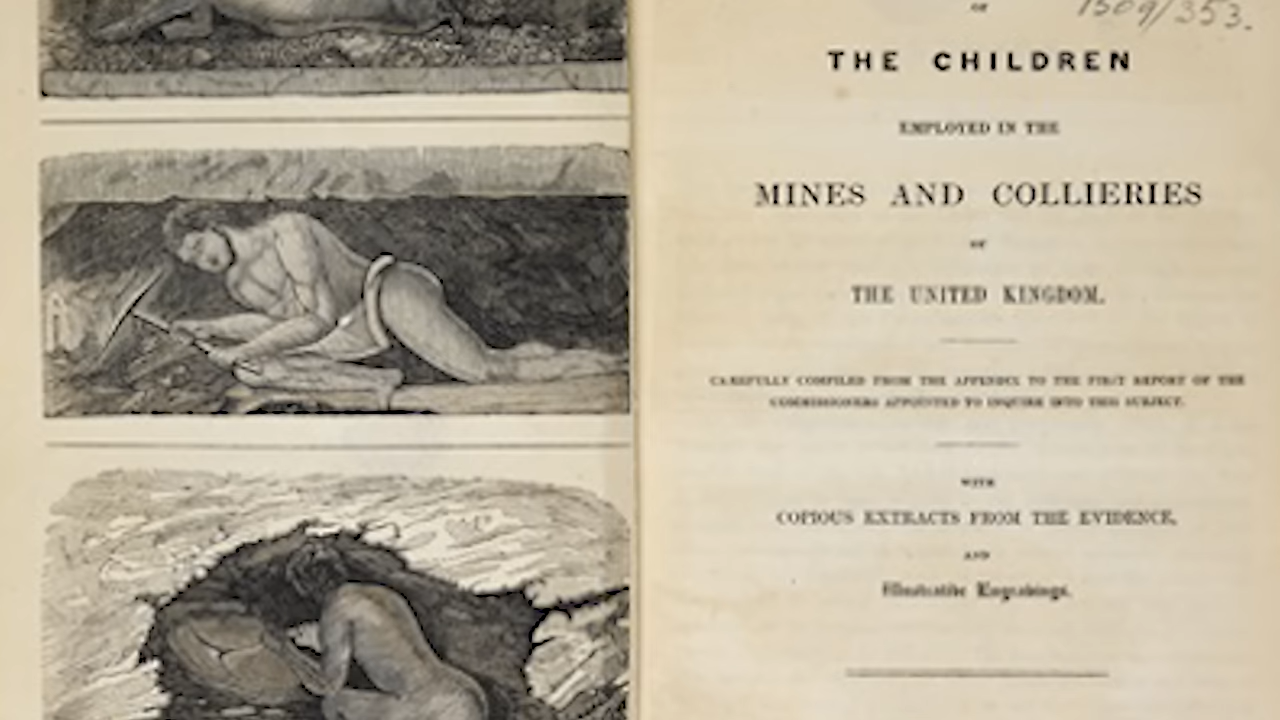 OF
1509/353.
THE CHILDREN
EMPLOYED IN THE
MINES AND COLLIERIES
OF
THE UNITED KINGDOM.
CAREFULLY COMPILED FROM THE APPENDIX TO THE FIRST REPORT OF THE
COMMISSIONERS APPOINTED TO INQUIRE INTO THIS SUBJECT.
WITH
COPIOUS EXTRACTS FROM THE EVIDENCE,
AND
Illustrative Engravings.